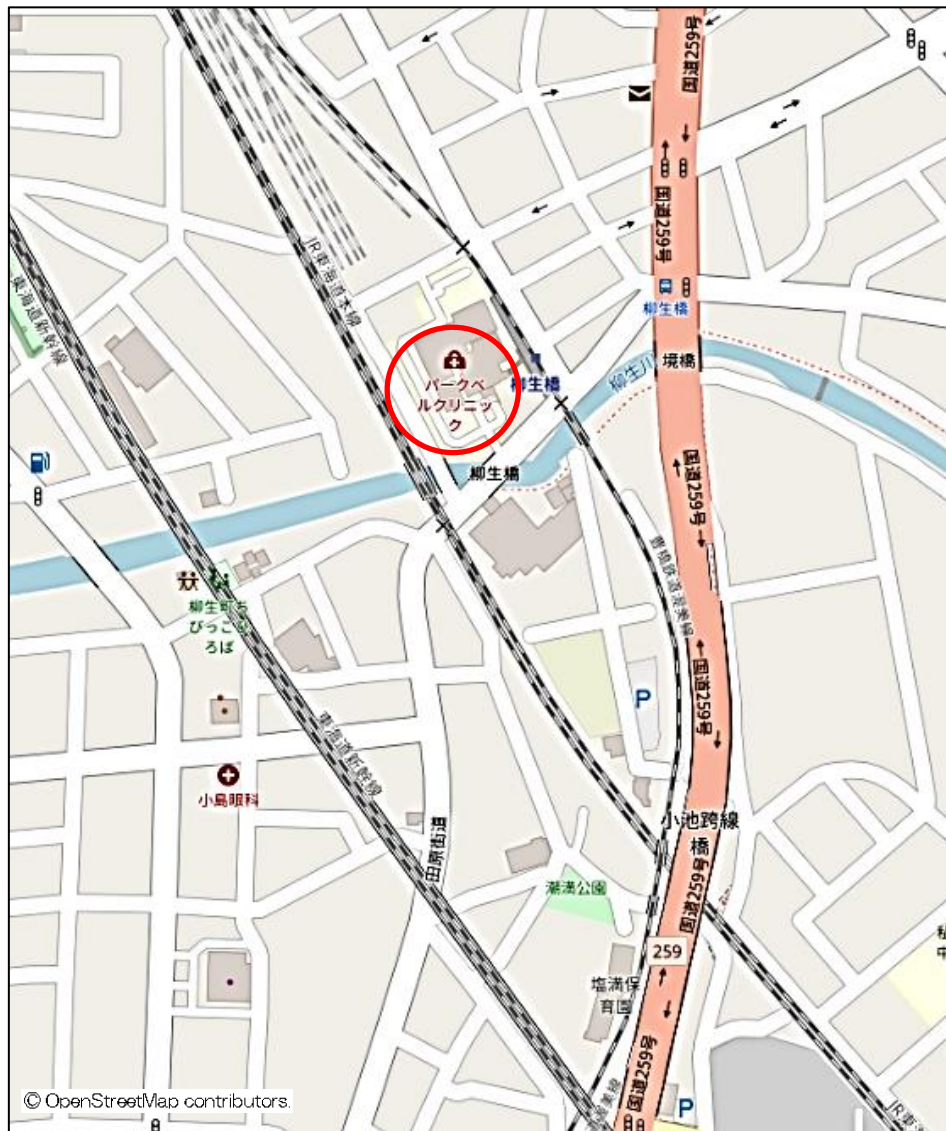 国道259号
国道259号
JR東海道本線
東海道新幹線
柳生橋
パークベ
ルクリニッ
ク
柳生橋
柳生川
境橋
柳生橋
国道259号
豊橋鉄道渥美線
柳生町ち
びっこひ
ろば
国道259号
東海道新幹線
小島眼科
P
小池跨線
橋
田原街道
潮満公園
国道259号
259
塩満保
育園
国道259号
P
© OpenStreetMap contributors.